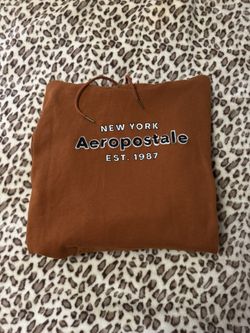 NEW YORK
Aeropostale
EST. 1987